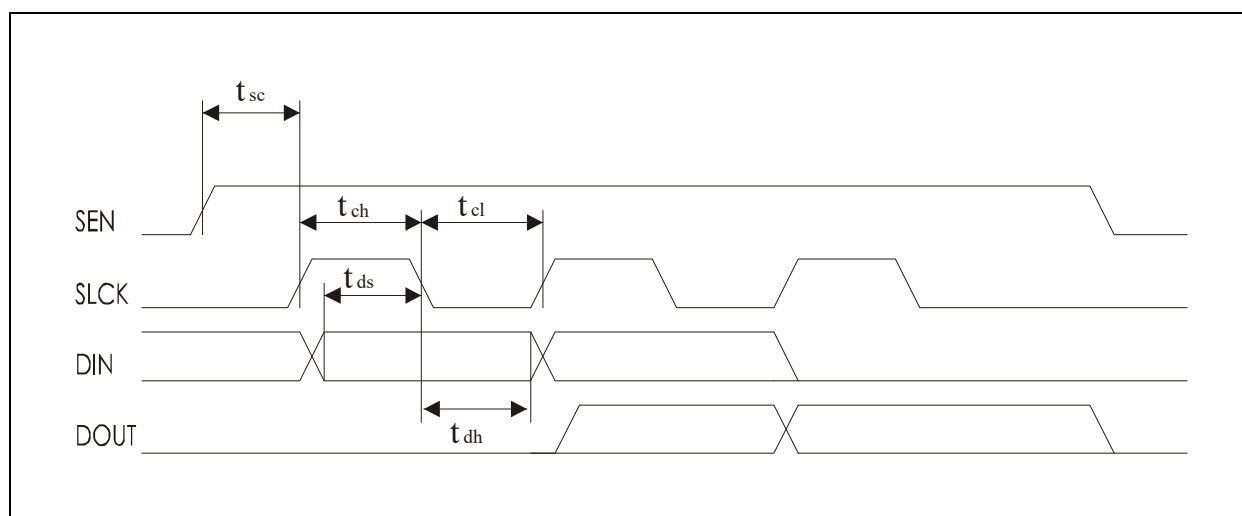 tsc
SEN
tch
tcl
SLCK
tds
DIN
tdh
DOUT